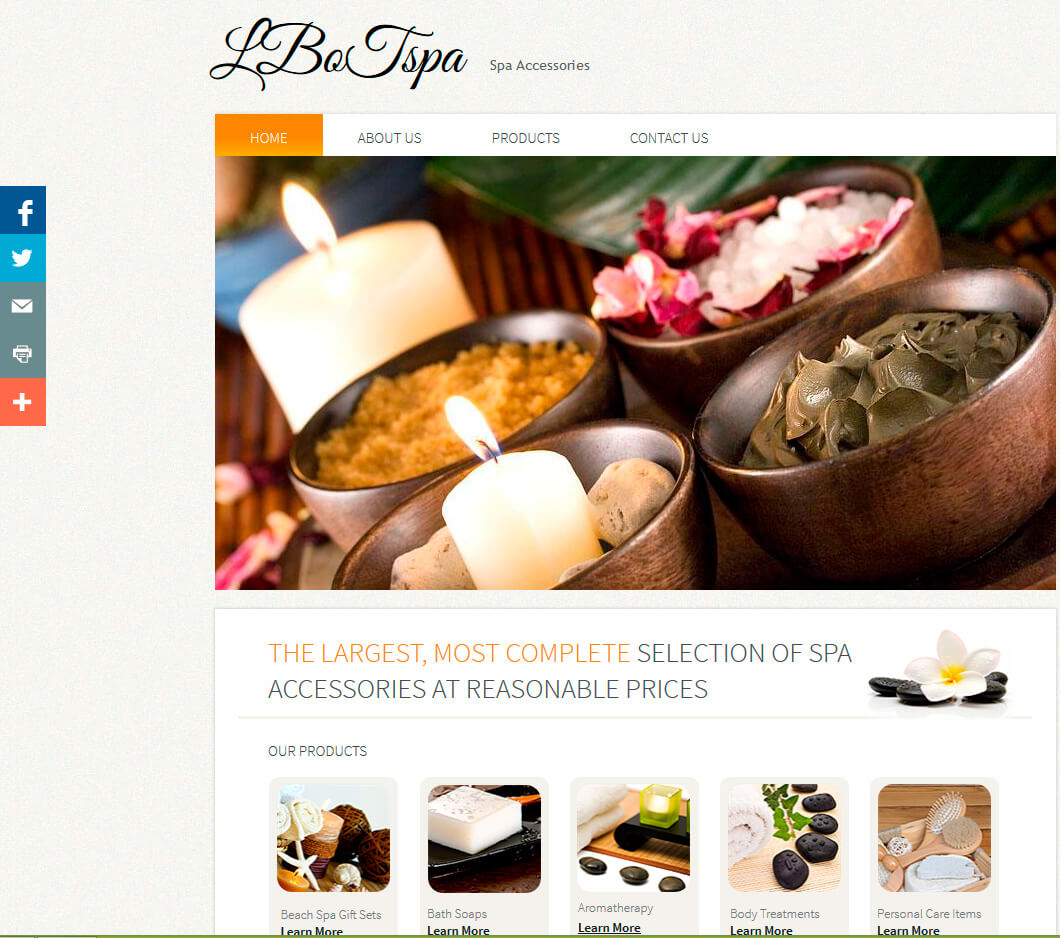 LBoTspa
Spa Accessories
HOME
ABOUT US
PRODUCTS
CONTACT US
THE LARGEST, MOST COMPLETE SELECTION OF SPA
ACCESSORIES AT REASONABLE PRICES
OUR PRODUCTS
Beach Spa Gift Sets
Learn More
Bath Soaps
Learn More
Aromatherapy
Learn More
Body Treatments
Learn More
Personal Care Items
Learn More